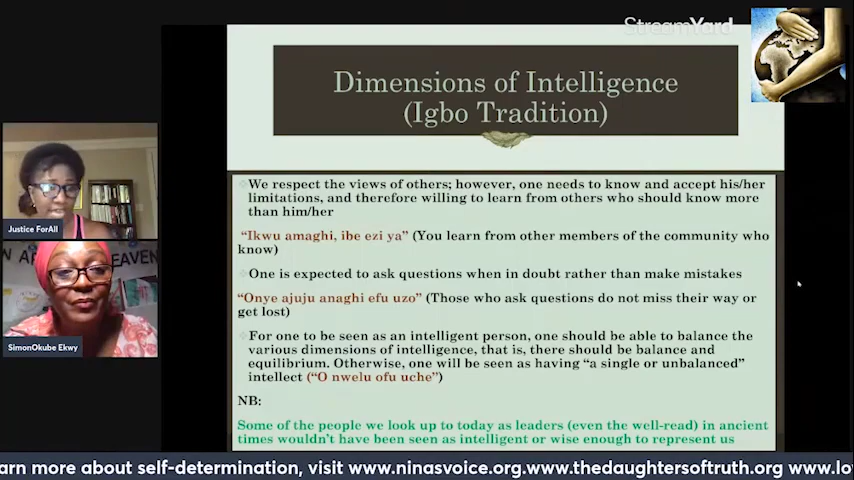 StreamYard
Dimensions of Intelligence
(Igbo Tradition)
We respect the views of others; however, one needs to know and accept his/her
limitations, and therefore willing to learn from others who should know more
than him/her
“Ikwu amaghi, ibe ezi ya” (You learn from other members of the community who
know)
One is expected to ask questions when in doubt rather than make mistakes
“Onye ajuju anaghi efu uzo” (Those who ask questions do not miss their way or
get lost)
For one to be seen as an intelligent person, one should be able to balance the
various dimensions of intelligence, that is, there should be balance and
equilibrium. Otherwise, one will be seen as having “a single or unbalanced”
intellect (“O nwelu ofu uche”)
NB:
Some of the people we look up to today as leaders (even the well-read) in ancient
times wouldn’t have been seen as intelligent or wise enough to represent us
Justice ForAll
SimonOkube Ekwy
arn more about self-determination, visit www.ninasvoice.org.www.thedaughtersoftruth.org www.lo